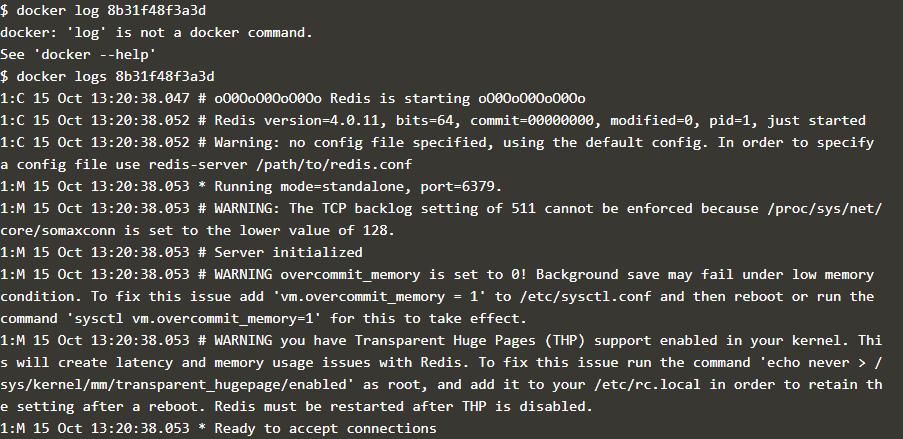 $ docker log 8b31f48f3a3d
docker: 'log' is not a docker command.
See 'docker --help'
$ docker logs 8b31f48f3a3d
1:C 15 Oct 13:20:38.047 # oO0OoO0OoO0Oo Redis is starting oO0OoO0OoO0Oo
1:C 15 Oct 13:20:38.052 # Redis version=4.0.11, bits=64, commit=00000000, modified=0, pid=1, just started
1:C 15 Oct 13:20:38.052 # Warning: no config file specified, using the default config. In order to specify
a config file use redis-server /path/to/redis.conf
1:M 15 Oct 13:20:38.053 * Running mode=standalone, port=6379.
1:M 15 Oct 13:20:38.053 # WARNING: The TCP backlog setting of 511 cannot be enforced because /proc/sys/net/
core/somaxconn is set to the lower value of 128.
1:M 15 Oct 13:20:38.053 # Server initialized
1:M 15 Oct 13:20:38.053 # WARNING overcommit_memory is set to 0! Background save may fail under low memory
condition. To fix this issue add 'vm.overcommit_memory = 1' to /etc/sysctl.conf and then reboot or run the
command 'sysctl vm.overcommit_memory=1' for this to take effect.
1:M 15 Oct 13:20:38.053 # WARNING you have Transparent Huge Pages (THP) support enabled in your kernel. Thi
s will create latency and memory usage issues with Redis. To fix this issue run the command 'echo never > /
sys/kernel/mm/transparent_hugepage/enabled' as root, and add it to your /etc/rc.local in order to retain th
e setting after a reboot. Redis must be restarted after THP is disabled.
1:M 15 Oct 13:20:38.053 * Ready to accept connections